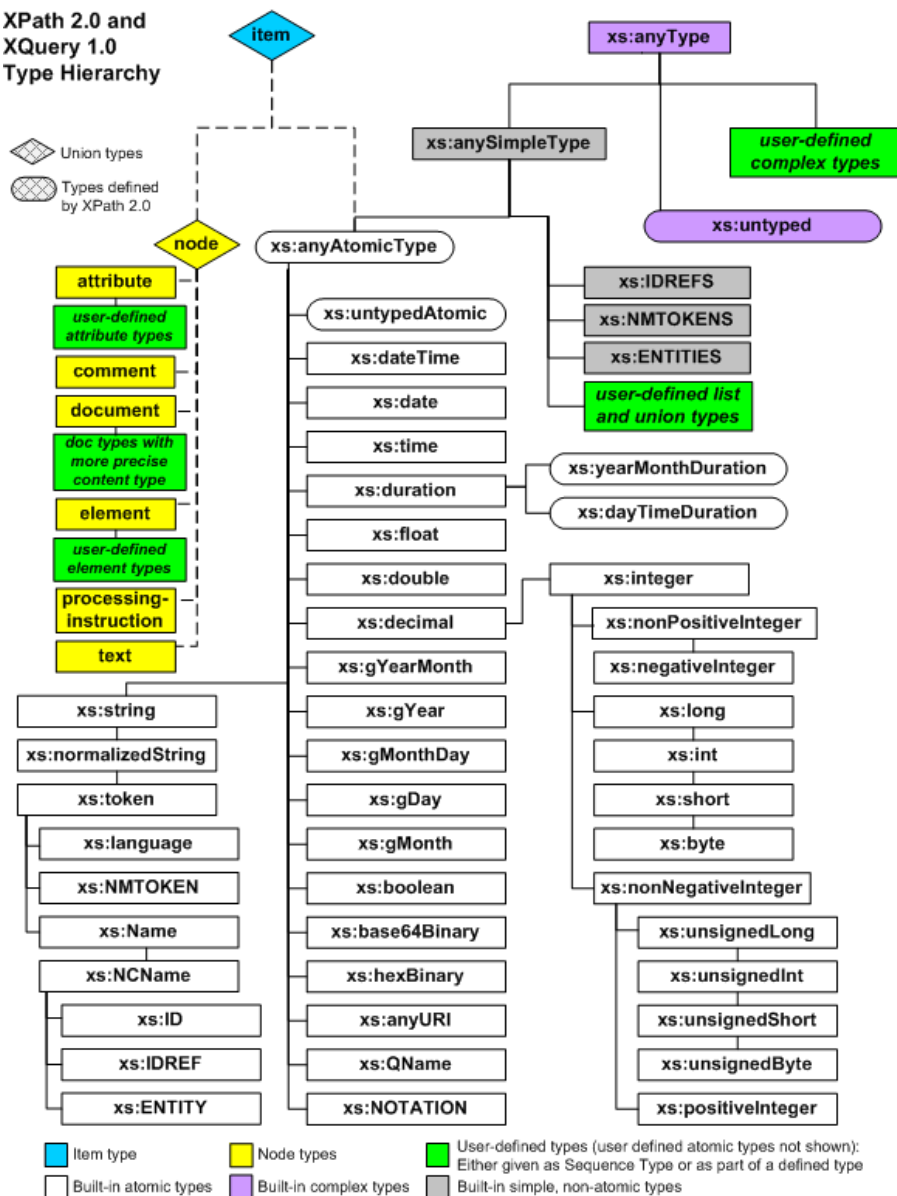 XPath 2.0 and
XQuery 1.0
Type Hierarchy
item
xs:anyType
Union types
Types defined
by XPath 2.0
xs:anySimpleType
user-defined
complex types
node
xs:anyAtomicType
xs:untyped
attribute
user-defined
attribute types
comment
document
doc types with
more precise
content type
element
user-defined
element types
processing-
instruction
text
xs:untypedAtomic
xs:dateTime
xs:date
xs:time
xs:duration
xs:float
xs:double
xs:decimal
xs:gYearMonth
xs:gYear
xs:gMonthDay
xs:gDay
xs:gMonth
xs:boolean
xs:base64Binary
xs:hexBinary
xs:anyURI
xs:QName
xs:NOTATION
xs:IDREFS
xs:NMTOKENS
xs:ENTITIES
user-defined list
and union types
xs:yearMonthDuration
xs:dayTimeDuration
xs:integer
xs:nonPositiveInteger
xs:negativeInteger
xs:long
xs:int
xs:short
xs:byte
xs:nonNegativeInteger
xs:unsignedLong
xs:unsignedInt
xs:unsignedShort
xs:unsignedByte
xs:positiveInteger
xs:string
xs:normalizedString
xs:token
xs:language
xs:NMTOKEN
xs:Name
xs:NCName
xs:ID
xs:IDREF
xs:ENTITY
Item type
Node types
User-defined types (user defined atomic types not shown):
Either given as Sequence Type or as part of a defined type
Built-in atomic types
Built-in complex types
Built-in simple, non-atomic types